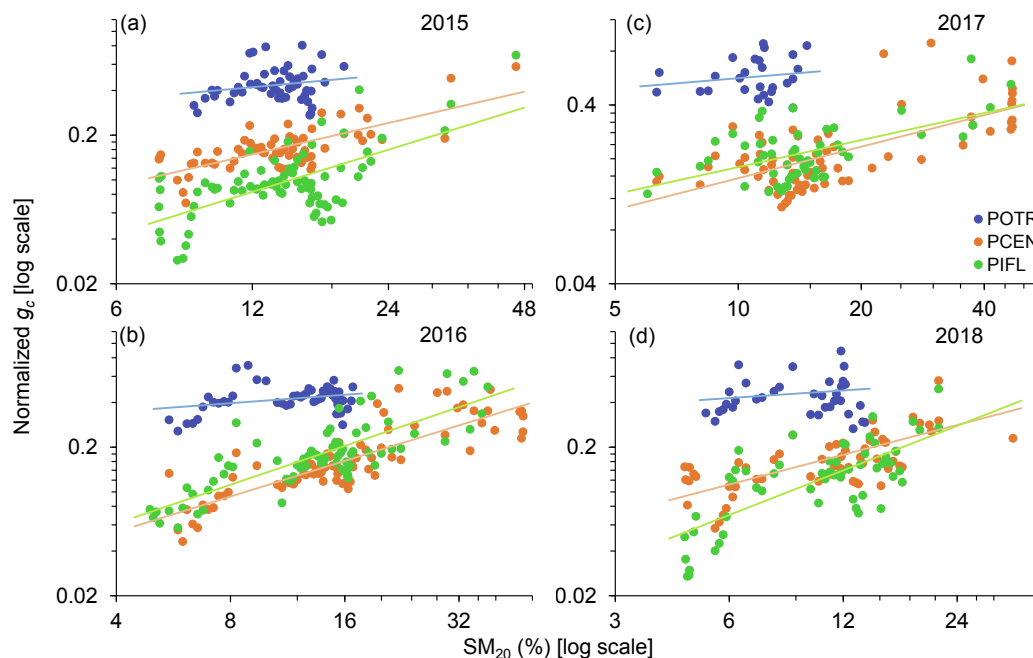 (a) 2015
(c) 2017
0.2
0.4
0.02
0.04
6 12 24 48
5 10 20 40
POTR
PCEN
PIFL
Normalized g_c [log scale]
(b) 2016
(d) 2018
0.2
0.2
0.02
0.02
4 8 16 32
3 6 12 24
SM20 (%) [log scale]